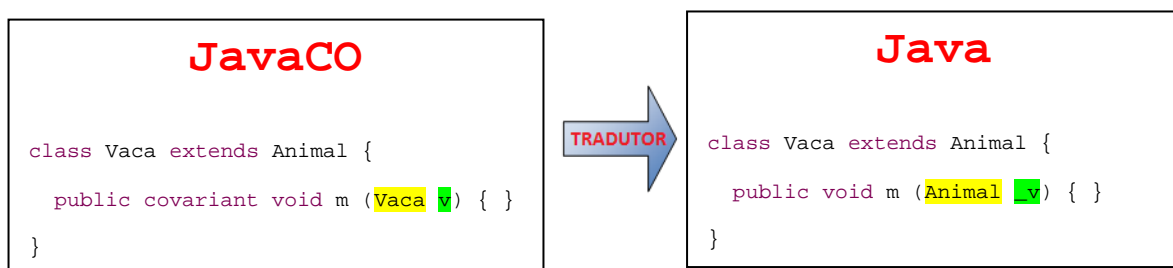 JavaCO
class Vaca extends Animal {
public covariant void m (Vaca v) { }
}
TRADUTOR
Java
class Vaca extends Animal {
public void m (Animal _v) { }
}